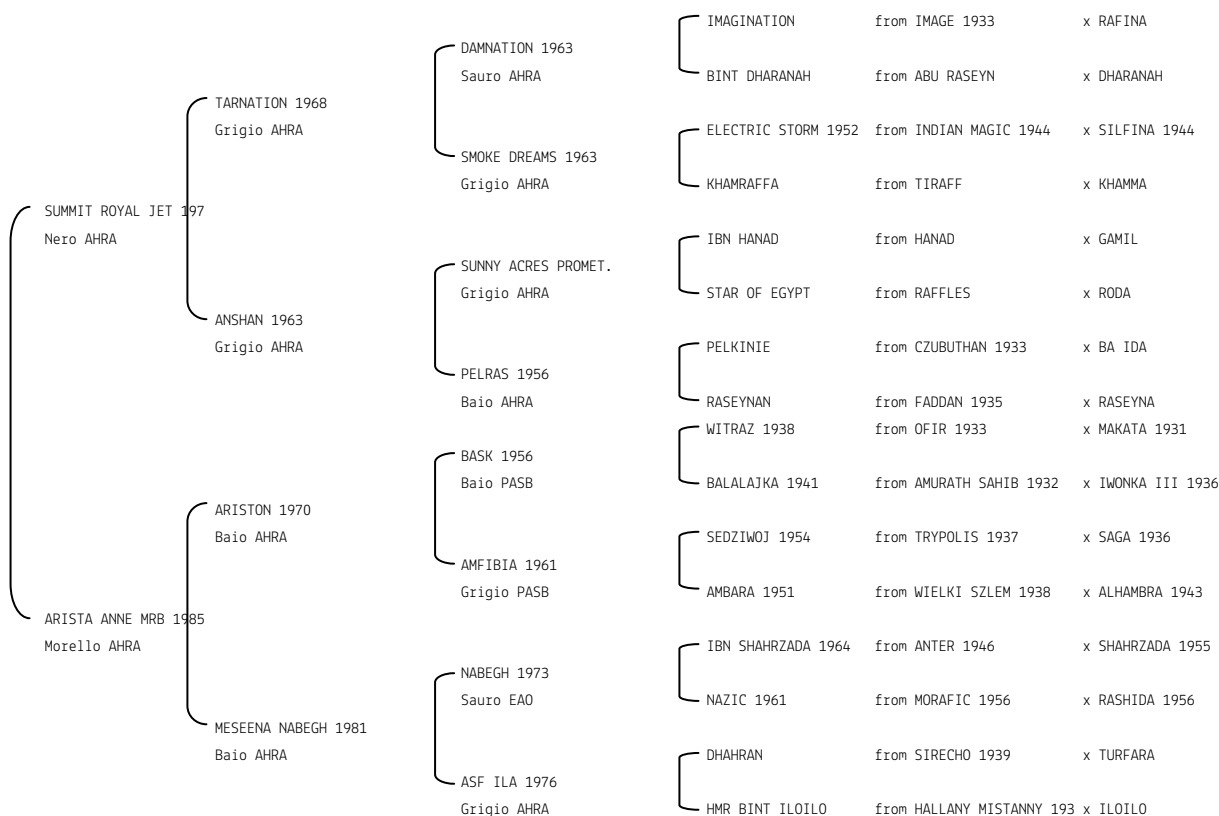 IMAGINATION from IMAGE 1933 x RAFINA
DAMNATION 1963
Sauro AHRA
BINT DHARANAH from ABU RASEYN x DHARANAH
TARNATION 1968
Grigio AHRA
ELECTRIC STORM 1952 from INDIAN MAGIC 1944 x SILFINA 1944
SMOKE DREAMS 1963
Grigio AHRA
KHAMRAFFA from TIRAFF x KHAMMA
SUMMIT ROYAL JET 197
Nero AHRA
IBN HANAD from HANAD x GAMIL
SUNNY ACRES PROMET.
Grigio AHRA
STAR OF EGYPT from RAFFLES x RODA
ANSHAN 1963
Grigio AHRA
PELKINIE from CZUBUTHAN 1933 x BA IDA
PELRAS 1956
Baio AHRA
RASEYNAN from FADDAN 1935 x RASEYNA
WITRAZ 1938 from OFIR 1933 x MAKATA 1931
BASK 1956
Baio PASB
BALALAJKA 1941 from AMURATH SAHIB 1932 x IWONKA III 1936
ARISTON 1970
Baio AHRA
SEDZIWOJ 1954 from TRYPOLIS 1937 x SAGA 1936
AMFIBIA 1961
Grigio PASB
AMBARA 1951 from WIELKI SZLEM 1938 x ALHAMBRA 1943
ARISTA ANNE MRB 1985
Morello AHRA
IBN SHAHRZADA 1964 from ANTER 1946 x SHAHRZADA 1955
NABEGH 1973
Sauro EAO
NAZIC 1961 from MORAFIC 1956 x RASHIDA 1956
MESEENA NABEGH 1981
Baio AHRA
DHAHRAN from SIRECHO 1939 x TURFARA
ASF ILA 1976
Grigio AHRA
HMR BINT ILOILO from HALLANY MISTANNY 193 x ILOILO